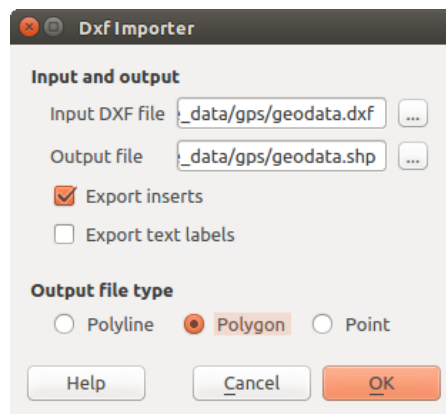 Dxf Importer
Input and output
Input DXF file :_data/gps/geodata.dxf ...
Output file :_data/gps/geodata.shp ...
Export inserts
Export text labels
Output file type
Polyline Polygon Point
Help Cancel OK